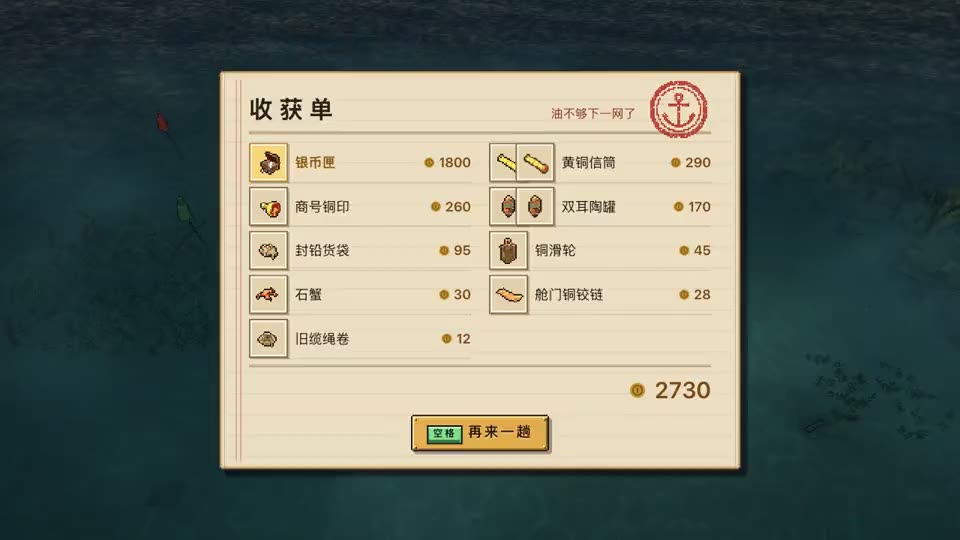 收获单
油不够下一网了
银币匣 1800
黄铜信筒 290
商号铜印 260
双耳陶罐 170
封铅货袋 95
铜滑轮 45
石蟹 30
舱门铜铰链 28
旧缆绳卷 12
2730
空格 再来一趟